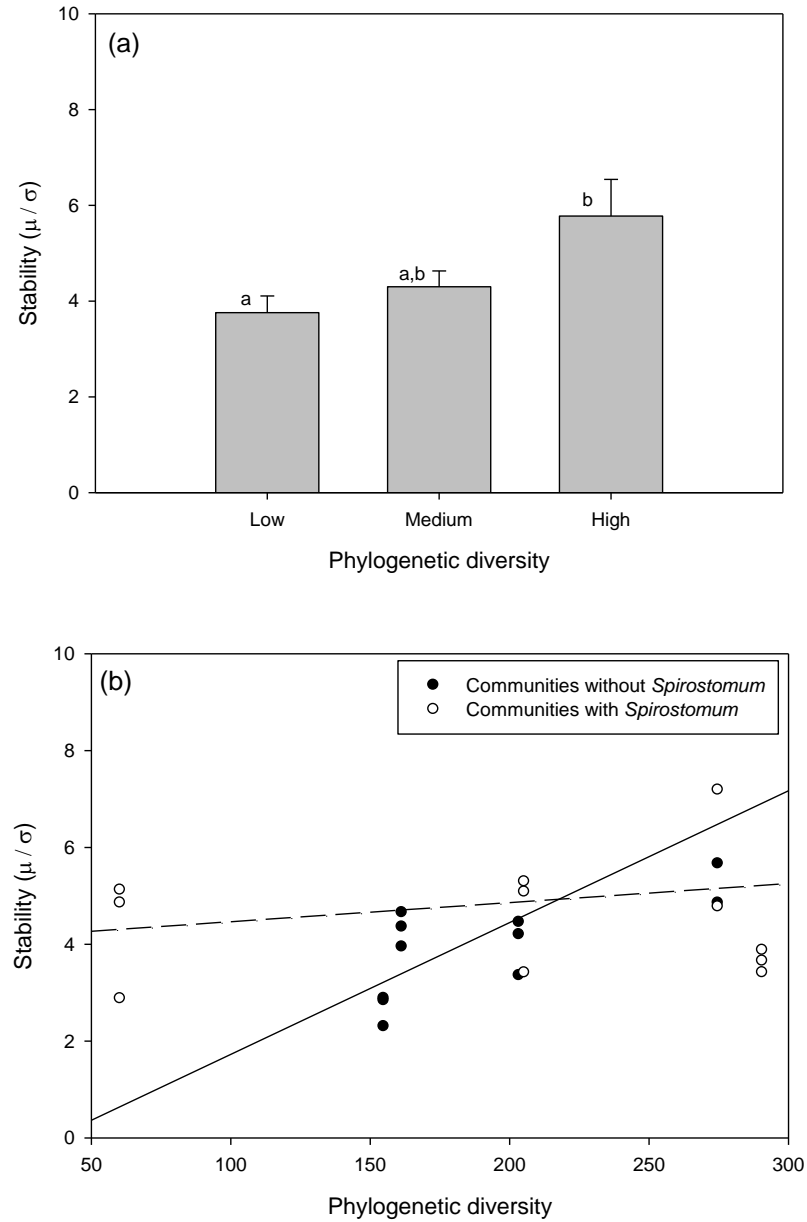 (a)
10
8
6
4
2
0
Stability (μ / σ)
a
a,b
b
Low Medium High
Phylogenetic diversity
(b)
10
8
6
4
2
0
Stability (μ / σ)
Communities without Spirostomum
Communities with Spirostomum
50 100 150 200 250 300
Phylogenetic diversity